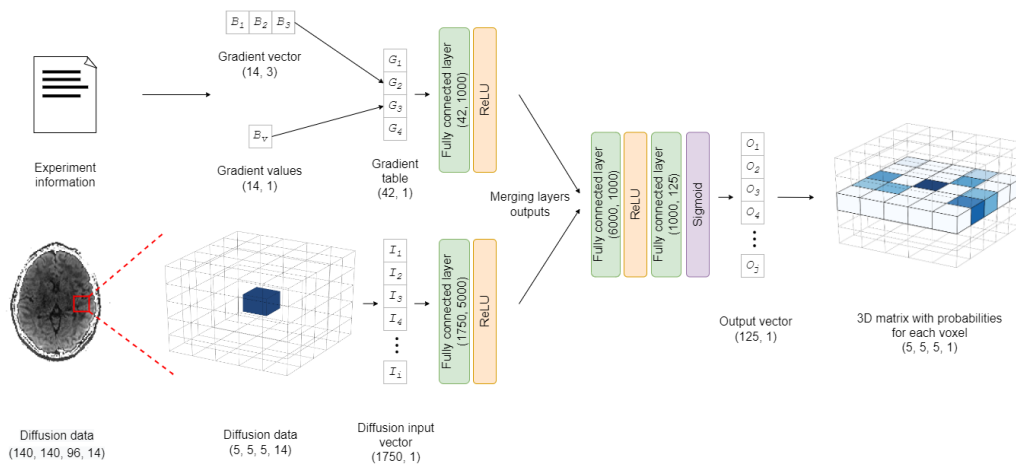 B1 B2 B3
Gradient vector
(14, 3)
Experiment
information
Bv
Gradient values
(14, 1)
G1
G2
G3
G4
Gradient
table
(42, 1)
Fully connected layer
(42, 1000)
ReLU
Diffusion data
(140, 140, 96, 14)
Diffusion data
(5, 5, 5, 14)
I1
I2
I3
I4
Ii
Diffusion input
vector
(1750, 1)
Fully connected layer
(1750, 5000)
ReLU
Merging layers
outputs
Fully connected layer
(6000, 1000)
ReLU
Fully connected layer
(1000, 125)
Sigmoid
O1
O2
O3
O4
Oj
Output vector
(125, 1)
3D matrix with probabilities
for each voxel
(5, 5, 5, 1)